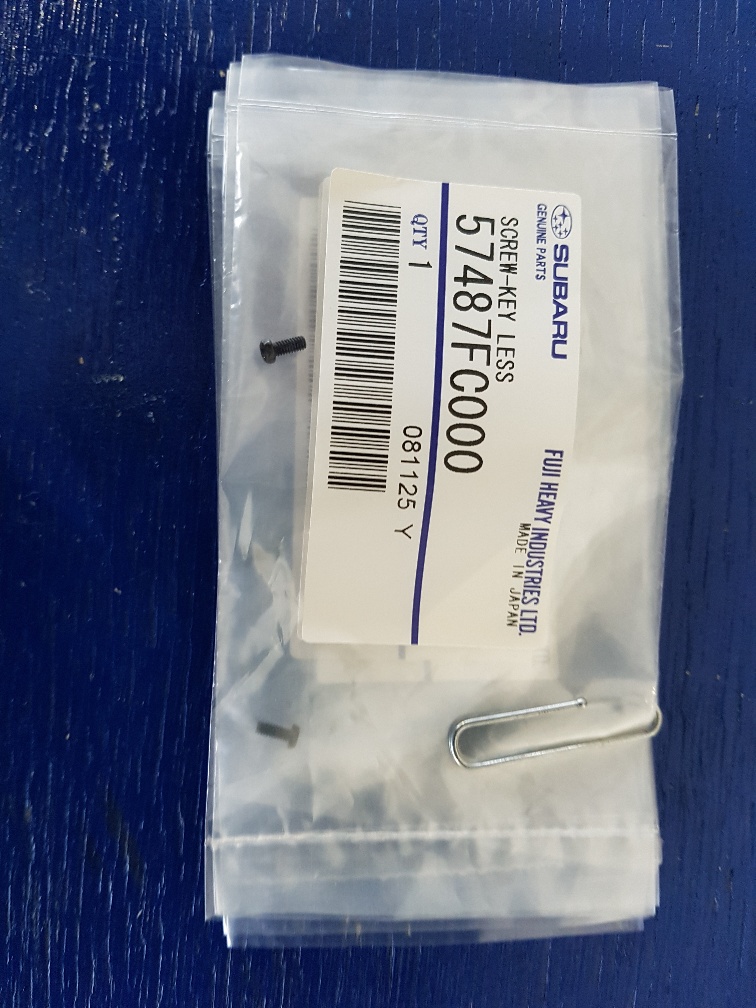 SUBARU
GENUINE PARTS
FUJI HEAVY INDUSTRIES LTD.
MADE IN JAPAN
SCREW-KEY LESS
57487FC000
QTY 1
081125 Y